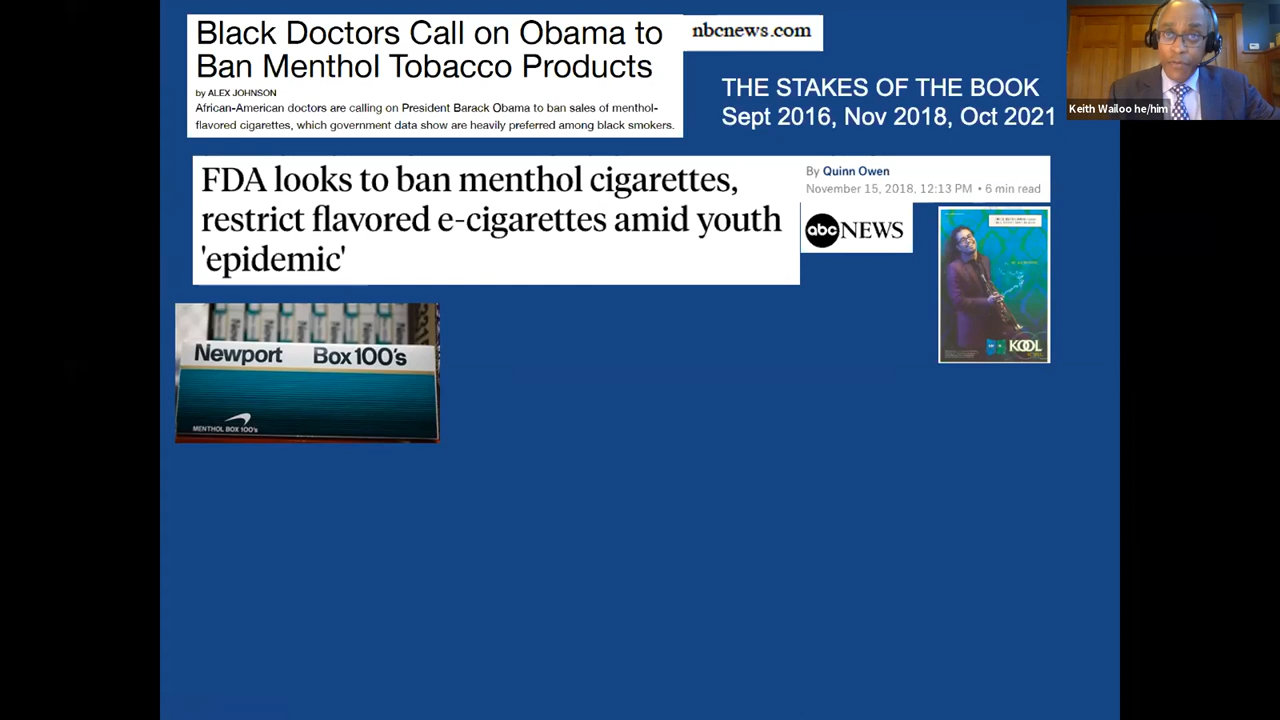 Black Doctors Call on Obama to
Ban Menthol Tobacco Products
by ALEX JOHNSON
African-American doctors are calling on President Barack Obama to ban sales of menthol-
flavored cigarettes, which government data show are heavily preferred among black smokers.
nbcnews.com
THE STAKES OF THE BOOK
Sept 2016, Nov 2018, Oct 2021
Keith Wailoo he/him
FDA looks to ban menthol cigarettes,
restrict flavored e-cigarettes amid youth
'epidemic'
By Quinn Owen
November 15, 2018, 12:13 PM • 6 min read
abc NEWS
Newport Box 100's
MENTHOL BOX 100's
KOOL